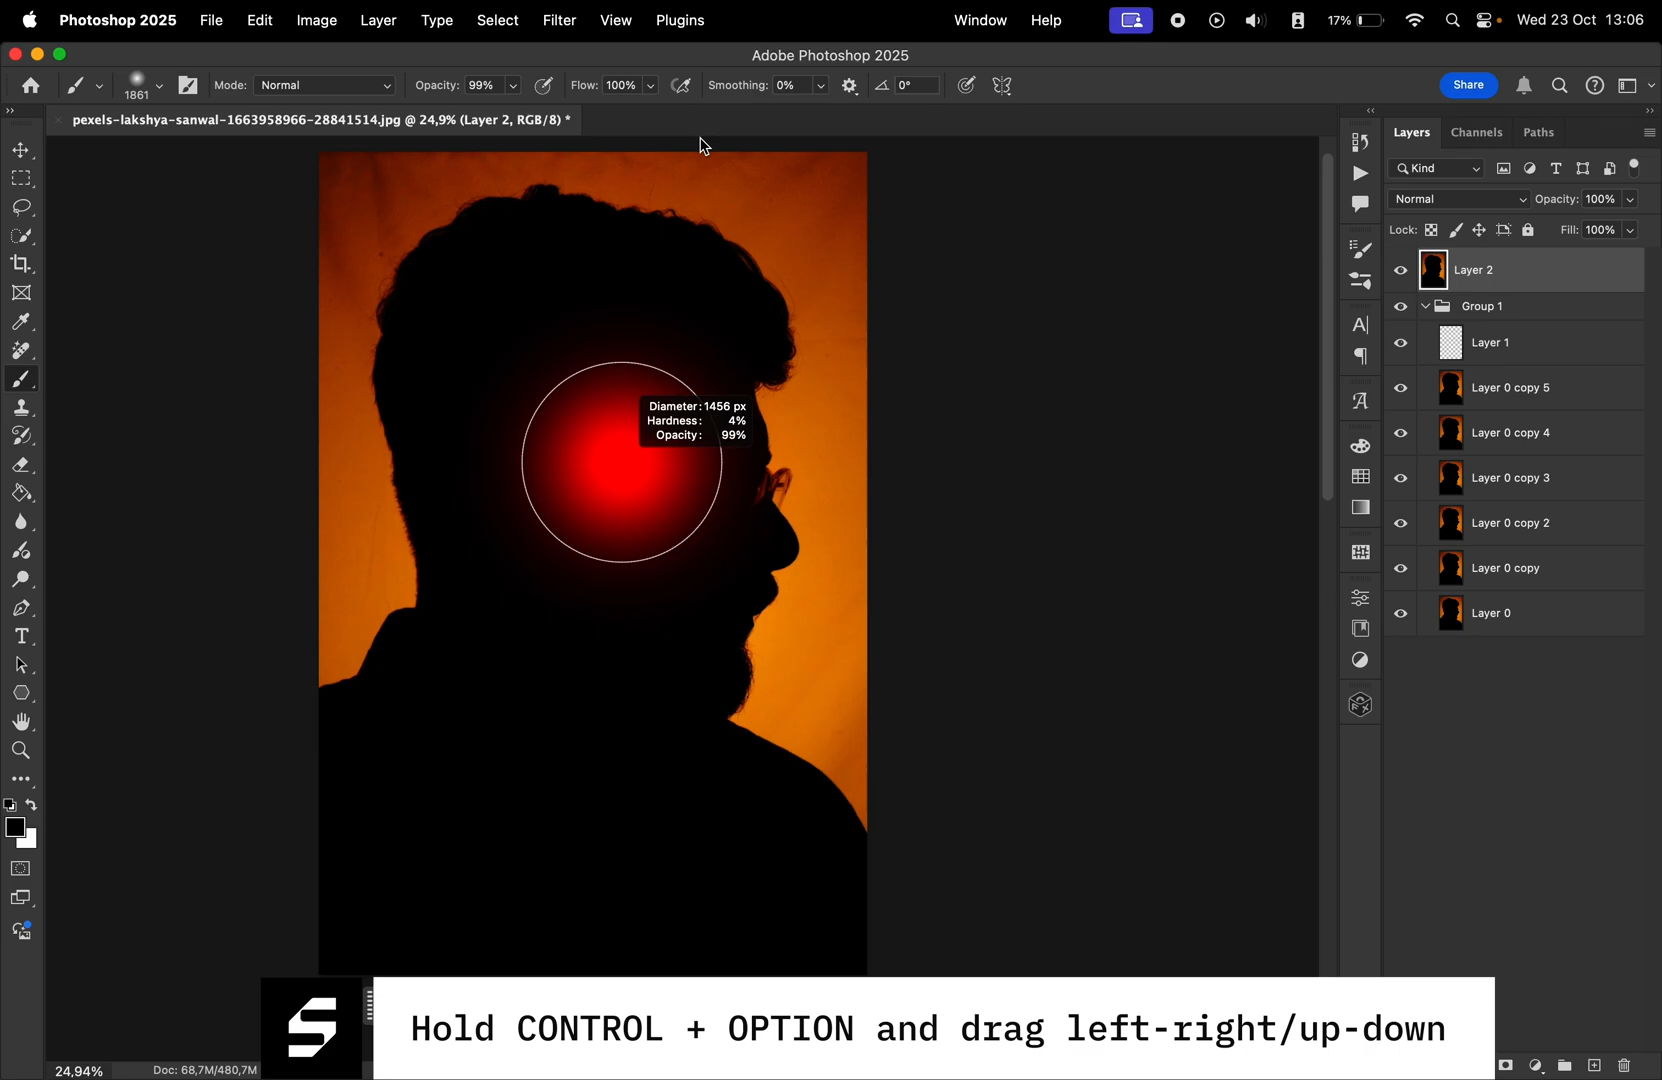 Photoshop 2025 File Edit Image Layer Type Select Filter View Plugins Window Help 17% Wed 23 Oct 13:06
Adobe Photoshop 2025
1861 Mode: Normal Opacity: 99% Flow: 100% Smoothing: 0% 0° Share
pexels-lakshya-sanwal-1663958966-28841514.jpg @ 24,9% (Layer 2, RGB/8) *
Layers Channels Paths
Kind
Normal Opacity: 100%
Lock: Fill: 100%
Layer 2
Group 1
Layer 1
Layer 0 copy 5
Layer 0 copy 4
Layer 0 copy 3
Layer 0 copy 2
Layer 0 copy
Layer 0
Diameter: 1456 px
Hardness: 4%
Opacity: 99%
Hold CONTROL + OPTION and drag left-right/up-down
24,94% Doc: 68,7M/480,7M